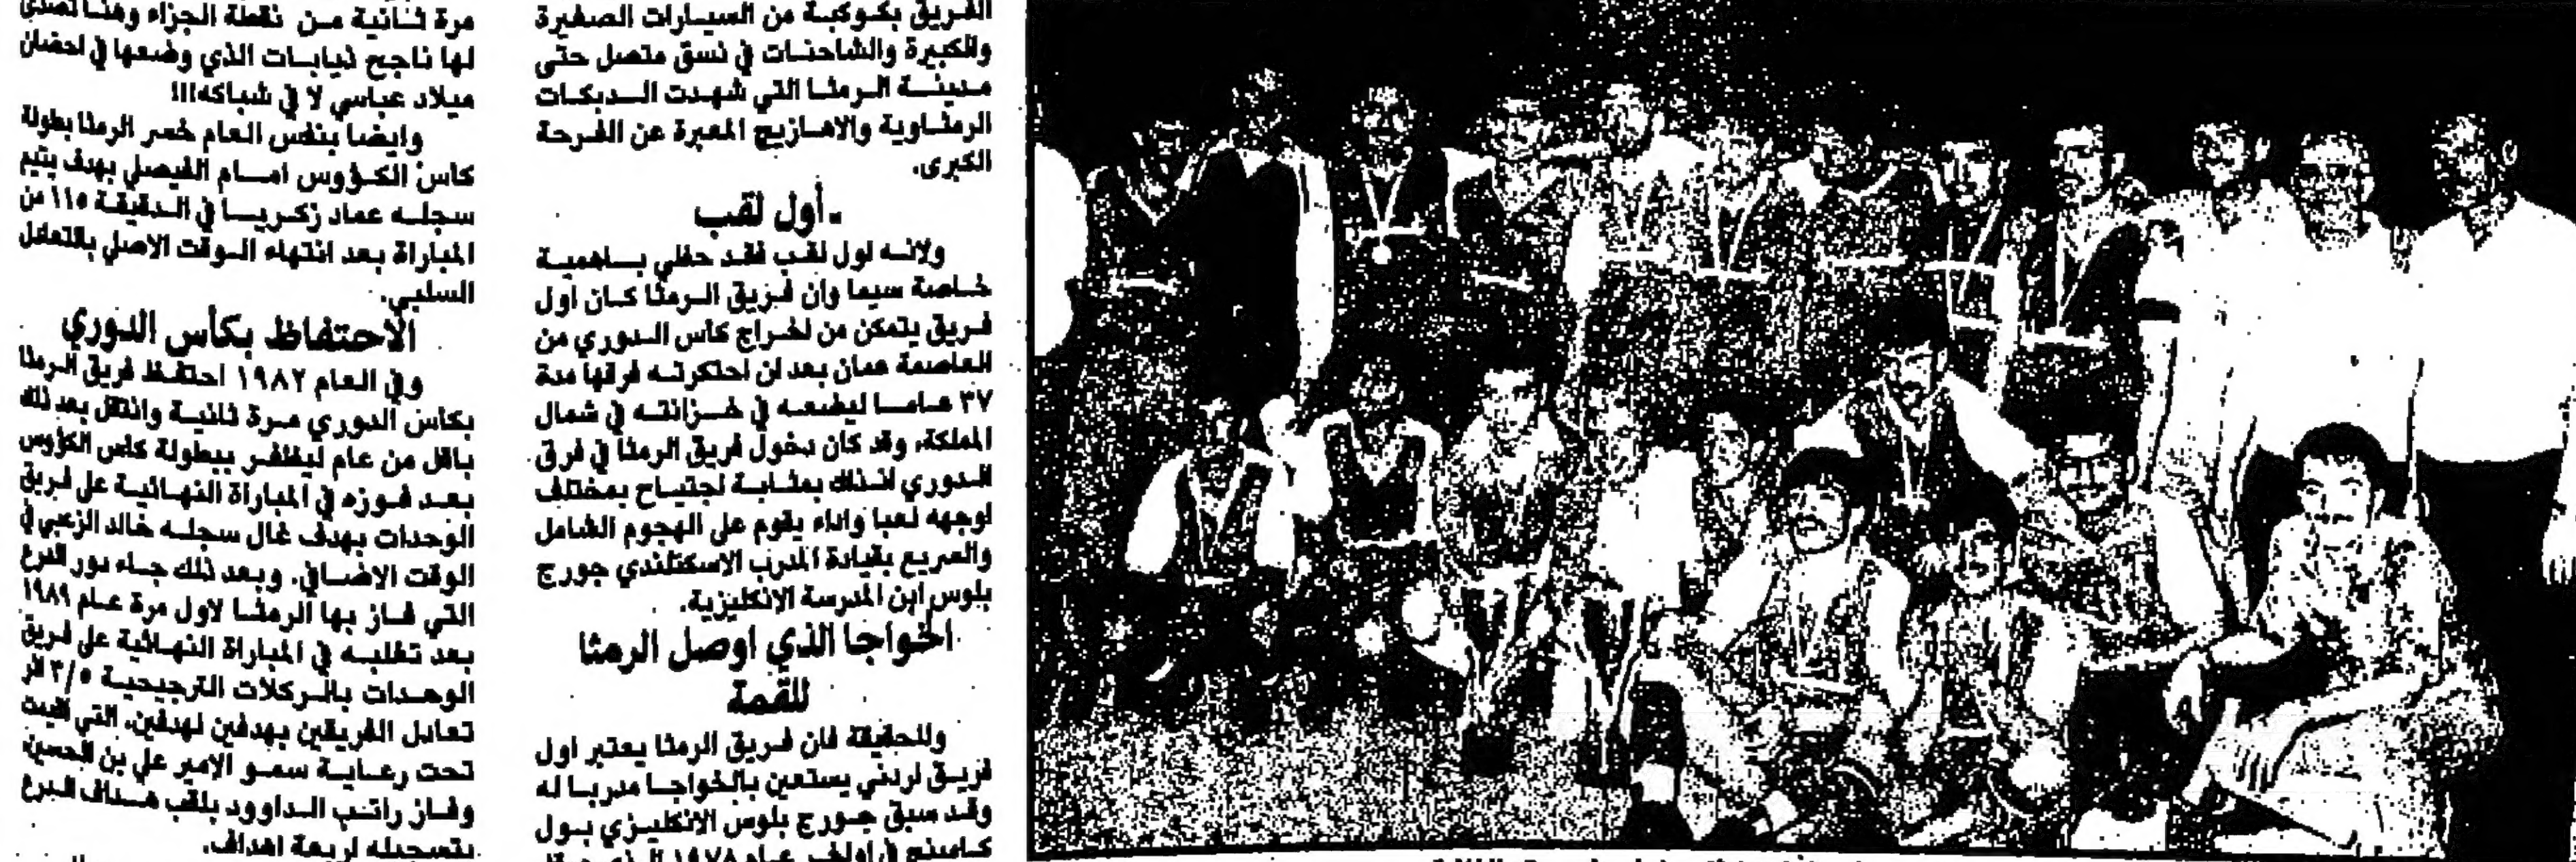 الفريق بكوكبة من السيارات الصغيرة
والكبيرة والشاحنات في نسق متصل حتى
مدينة الرمثا التي شهدت الدبكات
الرمثاوية والاهازيج المعبرة عن الفرحة
الكبرى.
ـ أول لقب
ولانه اول لقب فقد حظي باهمية
خاصة سيما وان فريق الرمثا كان اول
فريق يتمكن من اخراج كأس الدوري من
العاصمة عمان بعد ان احتكرته فرقها مدة
٣٧ عاما ليضعه في خزانته في شمال
المملكة، وقد كان دخول فريق الرمثا في فرق
الدوري انذاك بمثابة اجتياح بمختلف
اوجهه لعبا واداء يقوم على الهجوم الشامل
والسريع بقيادة المدرب الاسكتلندي جورج
بلوس ابن المدرسة الانكليزية.
الخواجا الذي اوصل الرمثا
للقمة
وللحقيقة فان فريق الرمثا يعتبر اول
فريق اردني يستعين بالخواجا مدربا له
وقد سبق جورج بلوس الانكليزي بول
عام ١٩٧٨
مرة ثانية من نقطة الجزاء وهنا تصدى
لها ناجح ذيابات الذي وضعها في احضان
ميلاد عباسي لا في شباكه!!!
وايضا بنفس العام خسر الرمثا بطولة
كأس الكؤوس امام الفيصلي بهدف يتيم
سجله عماد زكريا في الدقيقة ١١٥ من
المباراة بعد انتهاء الوقت الاصلي بالتعادل
السلبي.
الاحتفاظ بكأس الدوري
وفي العام ١٩٨٢ احتفظ فريق الرمثا
بكأس الدوري مرة ثانية وانتقل بعد ذلك
باقل من عام ليظفر ببطولة كاس الكؤوس
بعد فوزه في المباراة النهائية على فريق
الوحدات بهدف غال سجله خالد الزعبي في
الوقت الاضافي. وبعد ذلك جاء دور الدرع
التي فاز بها الرمثا لاول مرة عام ١٩٨٩
بعد تغلبه في المباراة النهائية على فريق
الوحدات بالركلات الترجيحية ٣/٥ اثر
تعادل الفريقين بهدفين لهدفين. التي اقيمت
تحت رعاية سمو الامير علي بن الحسين،
وفاز راتب الداوود بلقب هداف الدرع
بتسجيله اربعة اهداف.